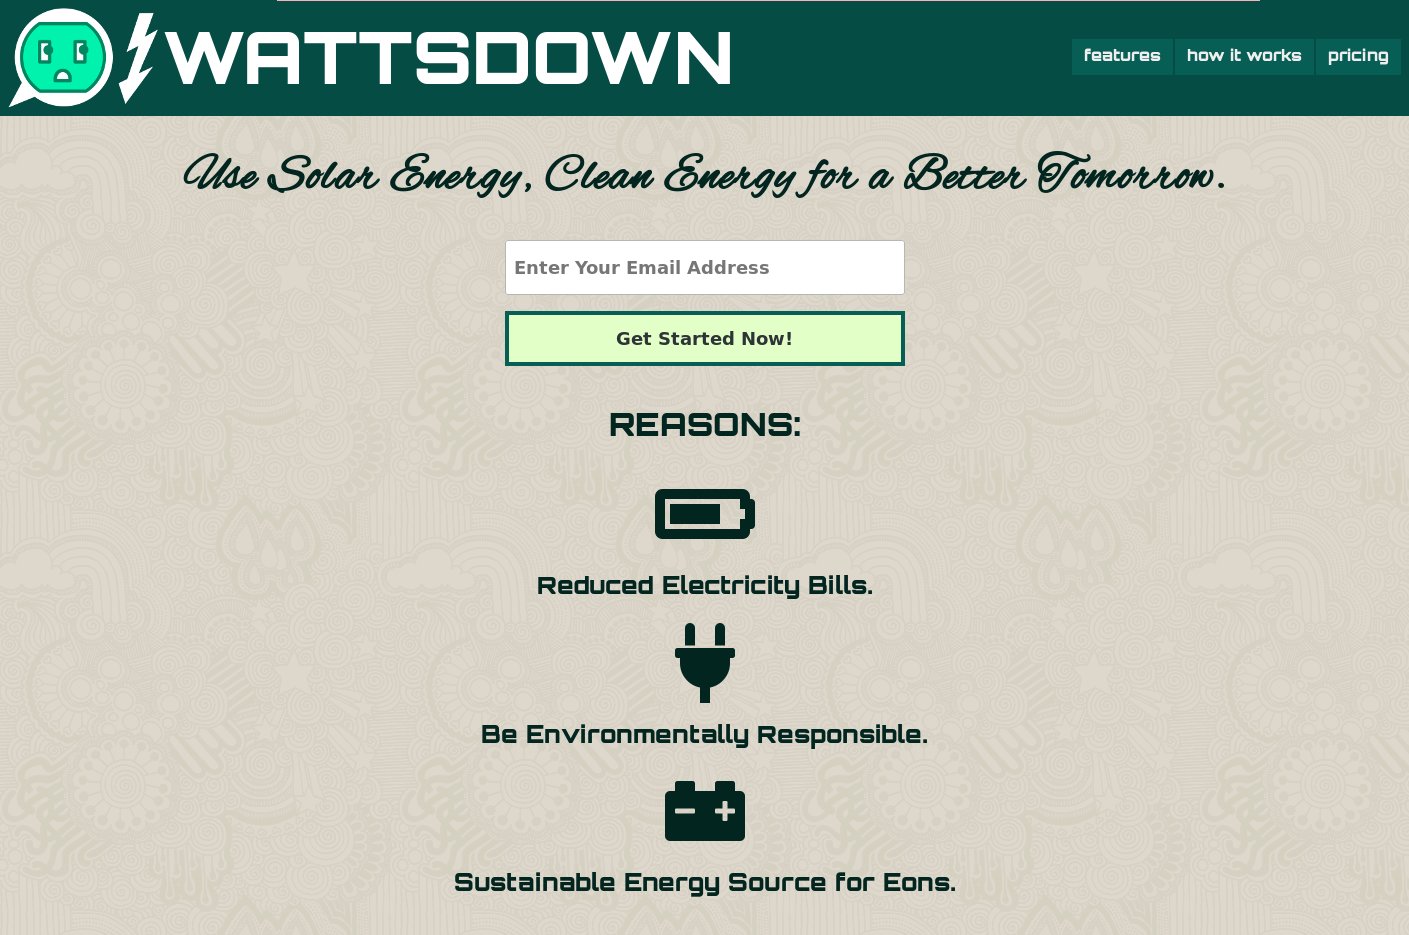 WATTSDOWN
features
how it works
pricing
Use Solar Energy, Clean Energy for a Better Tomorrow.
Enter Your Email Address
Get Started Now!
REASONS:
Reduced Electricity Bills.
Be Environmentally Responsible.
Sustainable Energy Source for Eons.